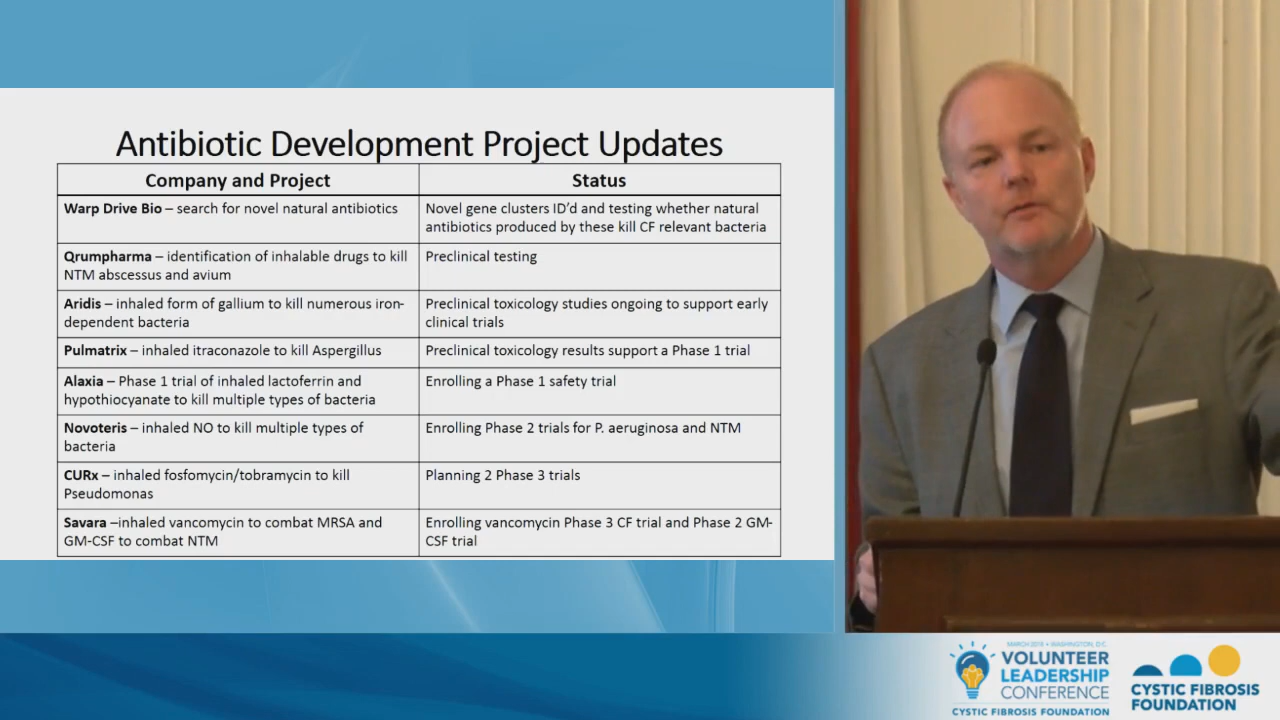 Antibiotic Development Project Updates
Company and Project
Status
Warp Drive Bio – search for novel natural antibiotics
Novel gene clusters ID'd and testing whether natural
antibiotics produced by these kill CF relevant bacteria
Qrumpharma – identification of inhalable drugs to kill
NTM abscessus and avium
Preclinical testing
Aridis – inhaled form of gallium to kill numerous iron-
dependent bacteria
Preclinical toxicology studies ongoing to support early
clinical trials
Pulmatrix – inhaled itraconazole to kill Aspergillus
Preclinical toxicology results support a Phase 1 trial
Alaxia – Phase 1 trial of inhaled lactoferrin and
hypothiocyanate to kill multiple types of bacteria
Enrolling a Phase 1 safety trial
Novoteris – inhaled NO to kill multiple types of
bacteria
Enrolling Phase 2 trials for P. aeruginosa and NTM
CURx – inhaled fosfomycin/tobramycin to kill
Pseudomonas
Planning 2 Phase 3 trials
Savara –inhaled vancomycin to combat MRSA and
GM-CSF to combat NTM
Enrolling vancomycin Phase 3 CF trial and Phase 2 GM-
CSF trial
WASHINGTON, D.C.
VOLUNTEER
LEADERSHIP
CONFERENCE
CYSTIC FIBROSIS FOUNDATION
CYSTIC FIBROSIS
FOUNDATION